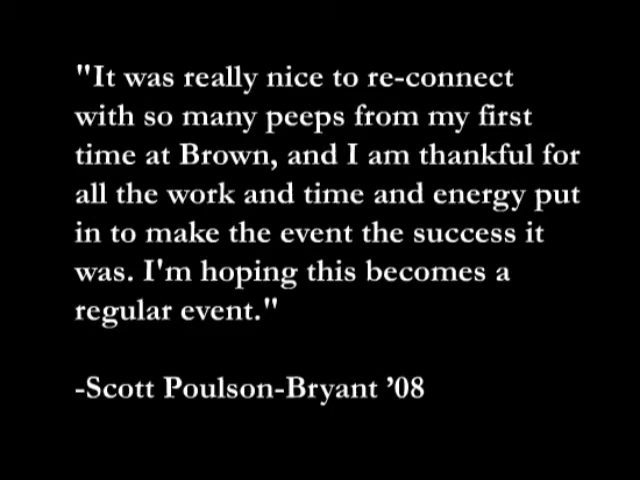 "It was really nice to re-connect
with so many peeps from my first
time at Brown, and I am thankful for
all the work and time and energy put
in to make the event the success it
was. I'm hoping this becomes a
regular event."
-Scott Poulson-Bryant ’08